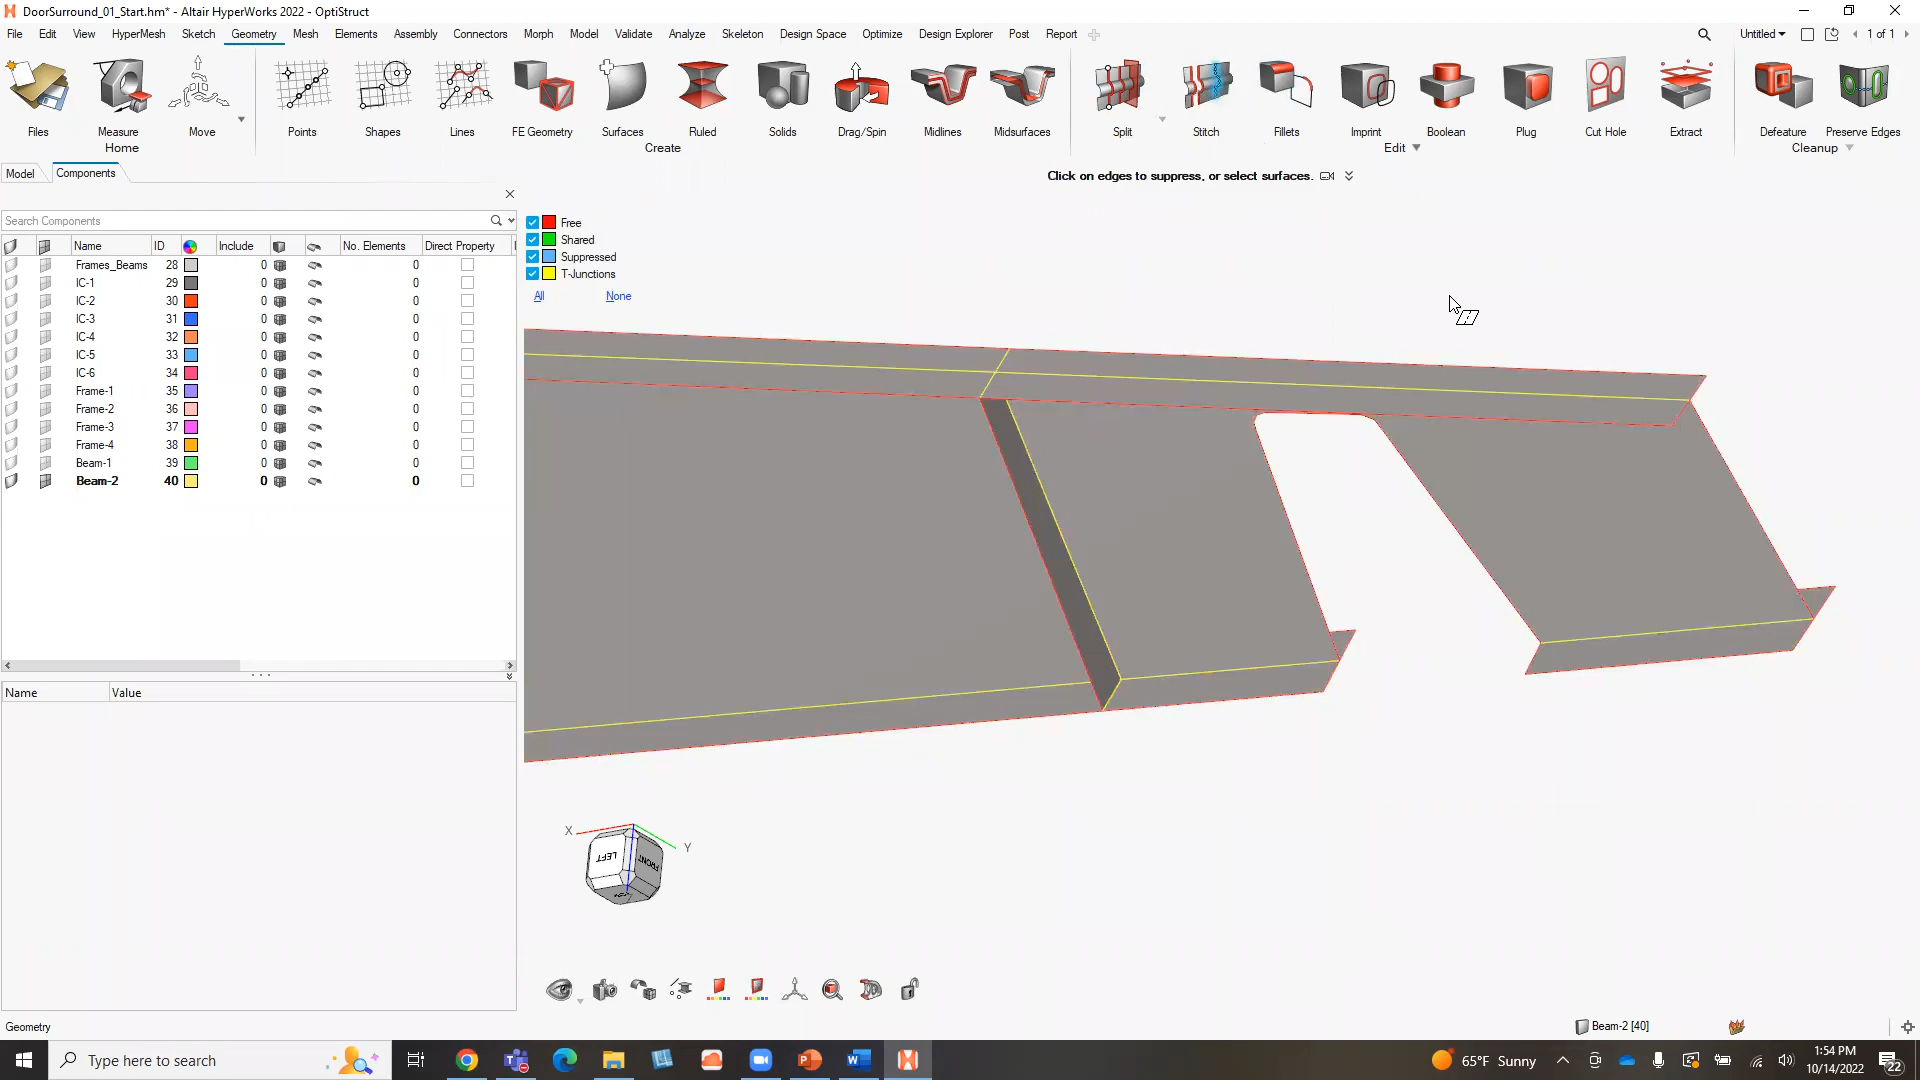 DoorSurround_01_Start.hm* - Altair HyperWorks 2022 - OptiStruct
File Edit View HyperMesh Sketch Geometry Mesh Elements Assembly Connectors Morph Model Validate Analyze Skeleton Design Space Optimize Design Explorer Post Report Untitled 1 of 1
Files Measure Move Points Shapes Lines FE Geometry Surfaces Ruled Solids Drag/Spin Midlines Midsurfaces Split Stitch Fillets Imprint Boolean Plug Cut Hole Extract Defeature Preserve Edges
Home Create Edit Cleanup
Model Components
Click on edges to suppress, or select surfaces.
Search Components
Name ID Include No. Elements Direct Property
Frames_Beams 28 0 0
IC-1 29 0 0
IC-2 30 0 0
IC-3 31 0 0
IC-4 32 0 0
IC-5 33 0 0
IC-6 34 0 0
Frame-1 35 0 0
Frame-2 36 0 0
Frame-3 37 0 0
Frame-4 38 0 0
Beam-1 39 0 0
Beam-2 40 0 0
Free
Shared
Suppressed
T-Junctions
All None
Name Value
X
Y
LEFT
FRONT
Geometry
Beam-2 [40]
Type here to search
65°F Sunny
1:54 PM
10/14/2022
22